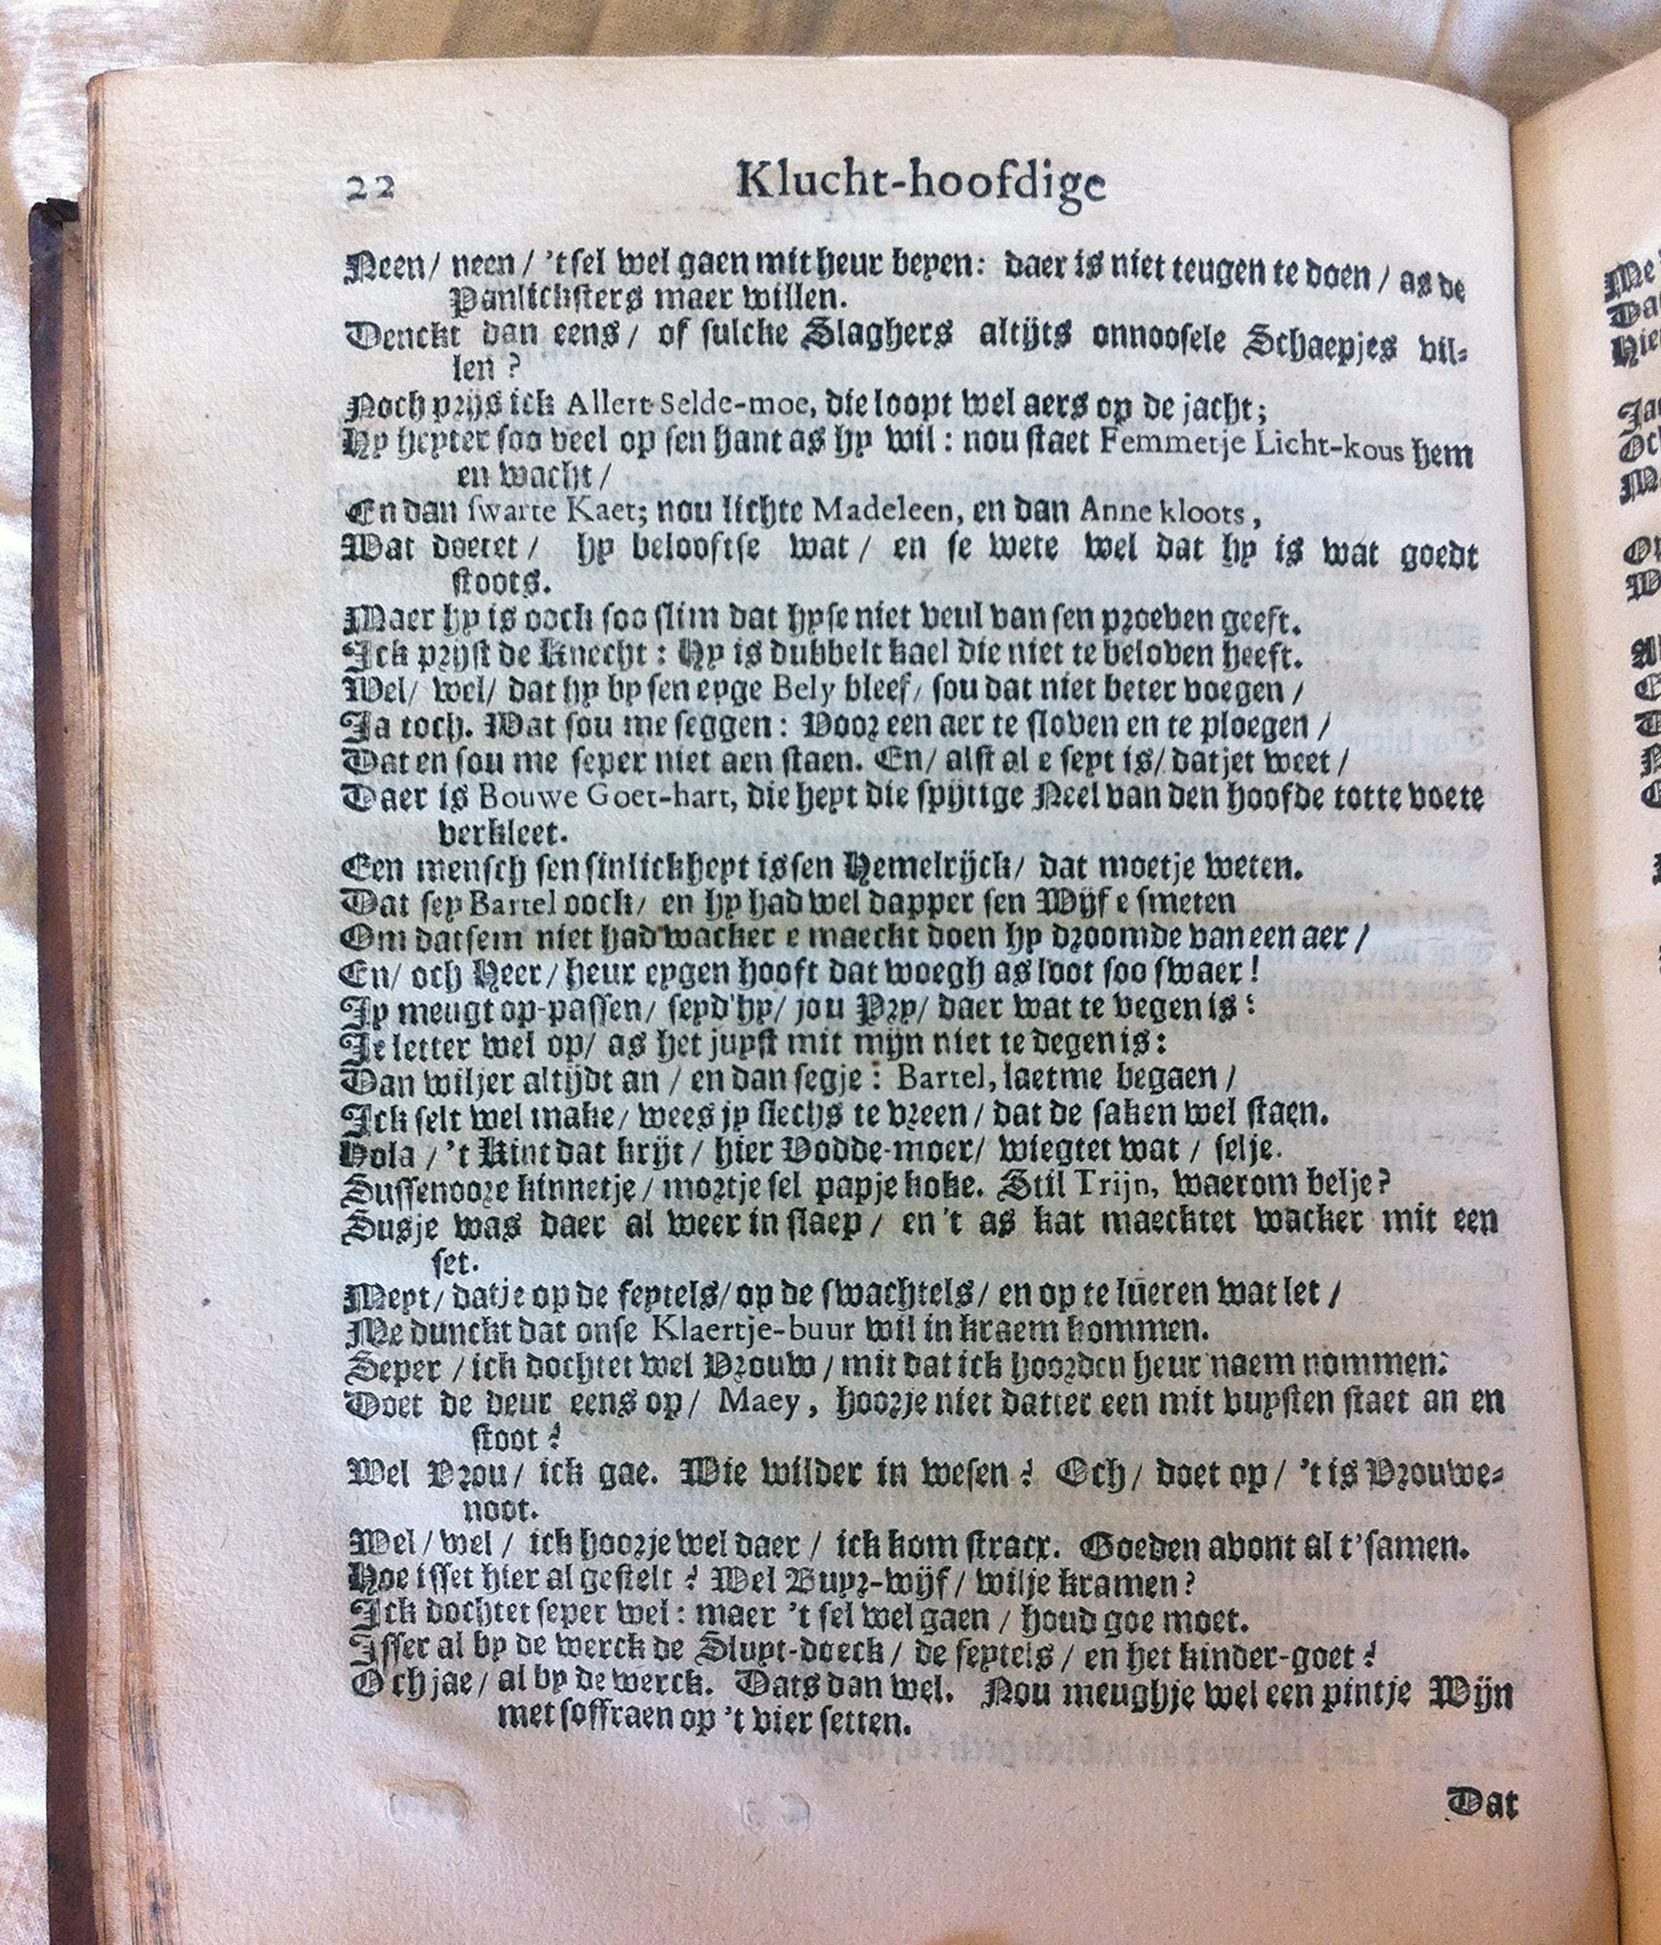 22 Klucht-hoofdige
Neen/ neen / 't sel wel gaen mit heur beyen: daer is niet teugen te doen / as de
Panlicksters maer willen.
Denckt dan eens/ of sulcke Slaghers altijts onnoosele Schaepjes vil-
len?
Noch prijs ick Allert Selde-moe, die loopt wel aers op de jacht;
Hy heyter soo veel op sen hant as hy wil: nou staet Femmetje Licht-kous hem
en wacht/
En dan swarte Kaet; nou lichte Madeleen, en dan Anne kloots,
Wat doetet/ hy belooftse wat/ en se wete wel dat hy is wat goedt
stoots.
Maer hy is oock soo slim dat hyse niet veul van sen proeven geeft.
Ick pryst de Knecht: Hy is dubbelt kael die niet te beloven heeft.
Wel/ wel/ dat hy by sen eyge Bely bleef/ sou dat niet beter voegen /
Ja toch. Wat sou me seggen: Voor een aer te sloven en te ploegen /
Dat en sou me seper niet aen staen. En/ alst al e seyt is/ datjet weet /
Daer is Bouwe Goet-hart, die heyt die spijtige Neel van den hoofde totte voete
verkleet.
Een mensch sen sinlickheyt is sen Hemelrijck/ dat moetje weten.
Dat sey Bartel oock/ en hy had wel dapper sen Wijf e smeten
Om datsem niet had wacker e maeckt doen hy droomde van een aer /
En/ och Heer/ heur eygen hooft dat woegh as loot soo swaer!
Jy meugt op-passen/ seyd' hy/ jou Pry/ daer wat te vegen is:
Je letter wel op/ as het juyst mit mijn niet te degen is:
Dan wiljer altijdt an / en dan segje: Bartel, laetme begaen /
Ick selt wel make/ wees jy slechs te vreen / dat de saken wel staen.
Hola / 't Kint dat krijt / hier Vodde-moer/ wiegtet wat / selje.
Sussenoore kinnetje / mortje sel papje koke. Stil Trijn, waerom belje?
Susje was daer al weer in slaep / en 't as kat maecktet wacker mit een
set.
Meyt/ datje op de feytels/ op de swachtels/ en op te lüeren wat let /
Me dunckt dat onse Klaertje-buur wil in kraem kommen.
Seper / ick dochtet wel Vrouw / mit dat ick hoorden heur naem nommen:
Doet de deur eens op/ Maey, hoorje niet datter een mit vuysten staet an en
stoot?
Wel Vrou/ ick gae. Wie wilder in wesen? Och/ doet op/ 't is Vrouwe-
noot.
Wel/ wel / ick hoorje wel daer / ick kom stracx. Goeden avont al t'samen.
Hoe isset hier al gestelt? Wel Buyr-wijf/ wilje kramen?
Ick dochtet seper wel: maer 't sel wel gaen / houd goe moet.
Isser al by de werck de Sluyt-doeck / de feytels / en het kinder-goet?
Och jae/ al by de werck. Dats dan wel. Nou meughje wel een pintje Wijn
met soffraen op 't vier setten.
Dat